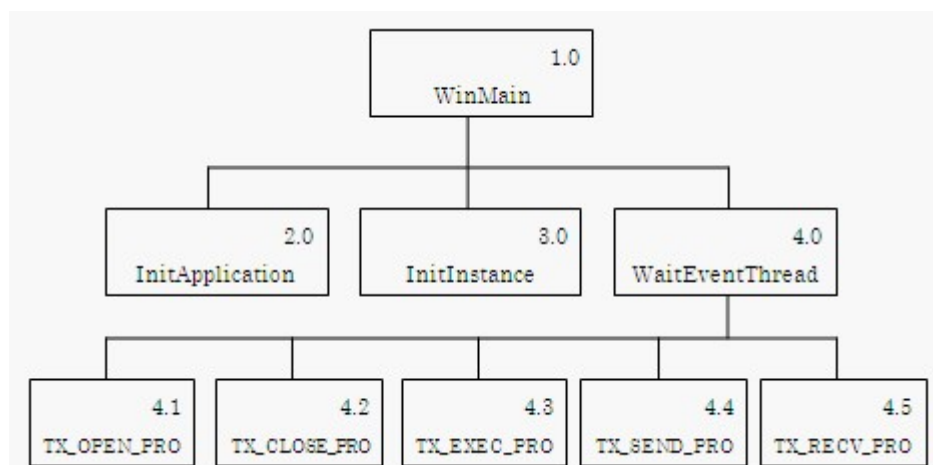 1.0
WinMain
2.0
InitApplication
3.0
InitInstance
4.0
WaitEventThread
4.1
TX_OPEN_PRO
4.2
TX_CLOSE_PRO
4.3
TX_EXEC_PRO
4.4
TX_SEND_PRO
4.5
TX_RECV_PRO